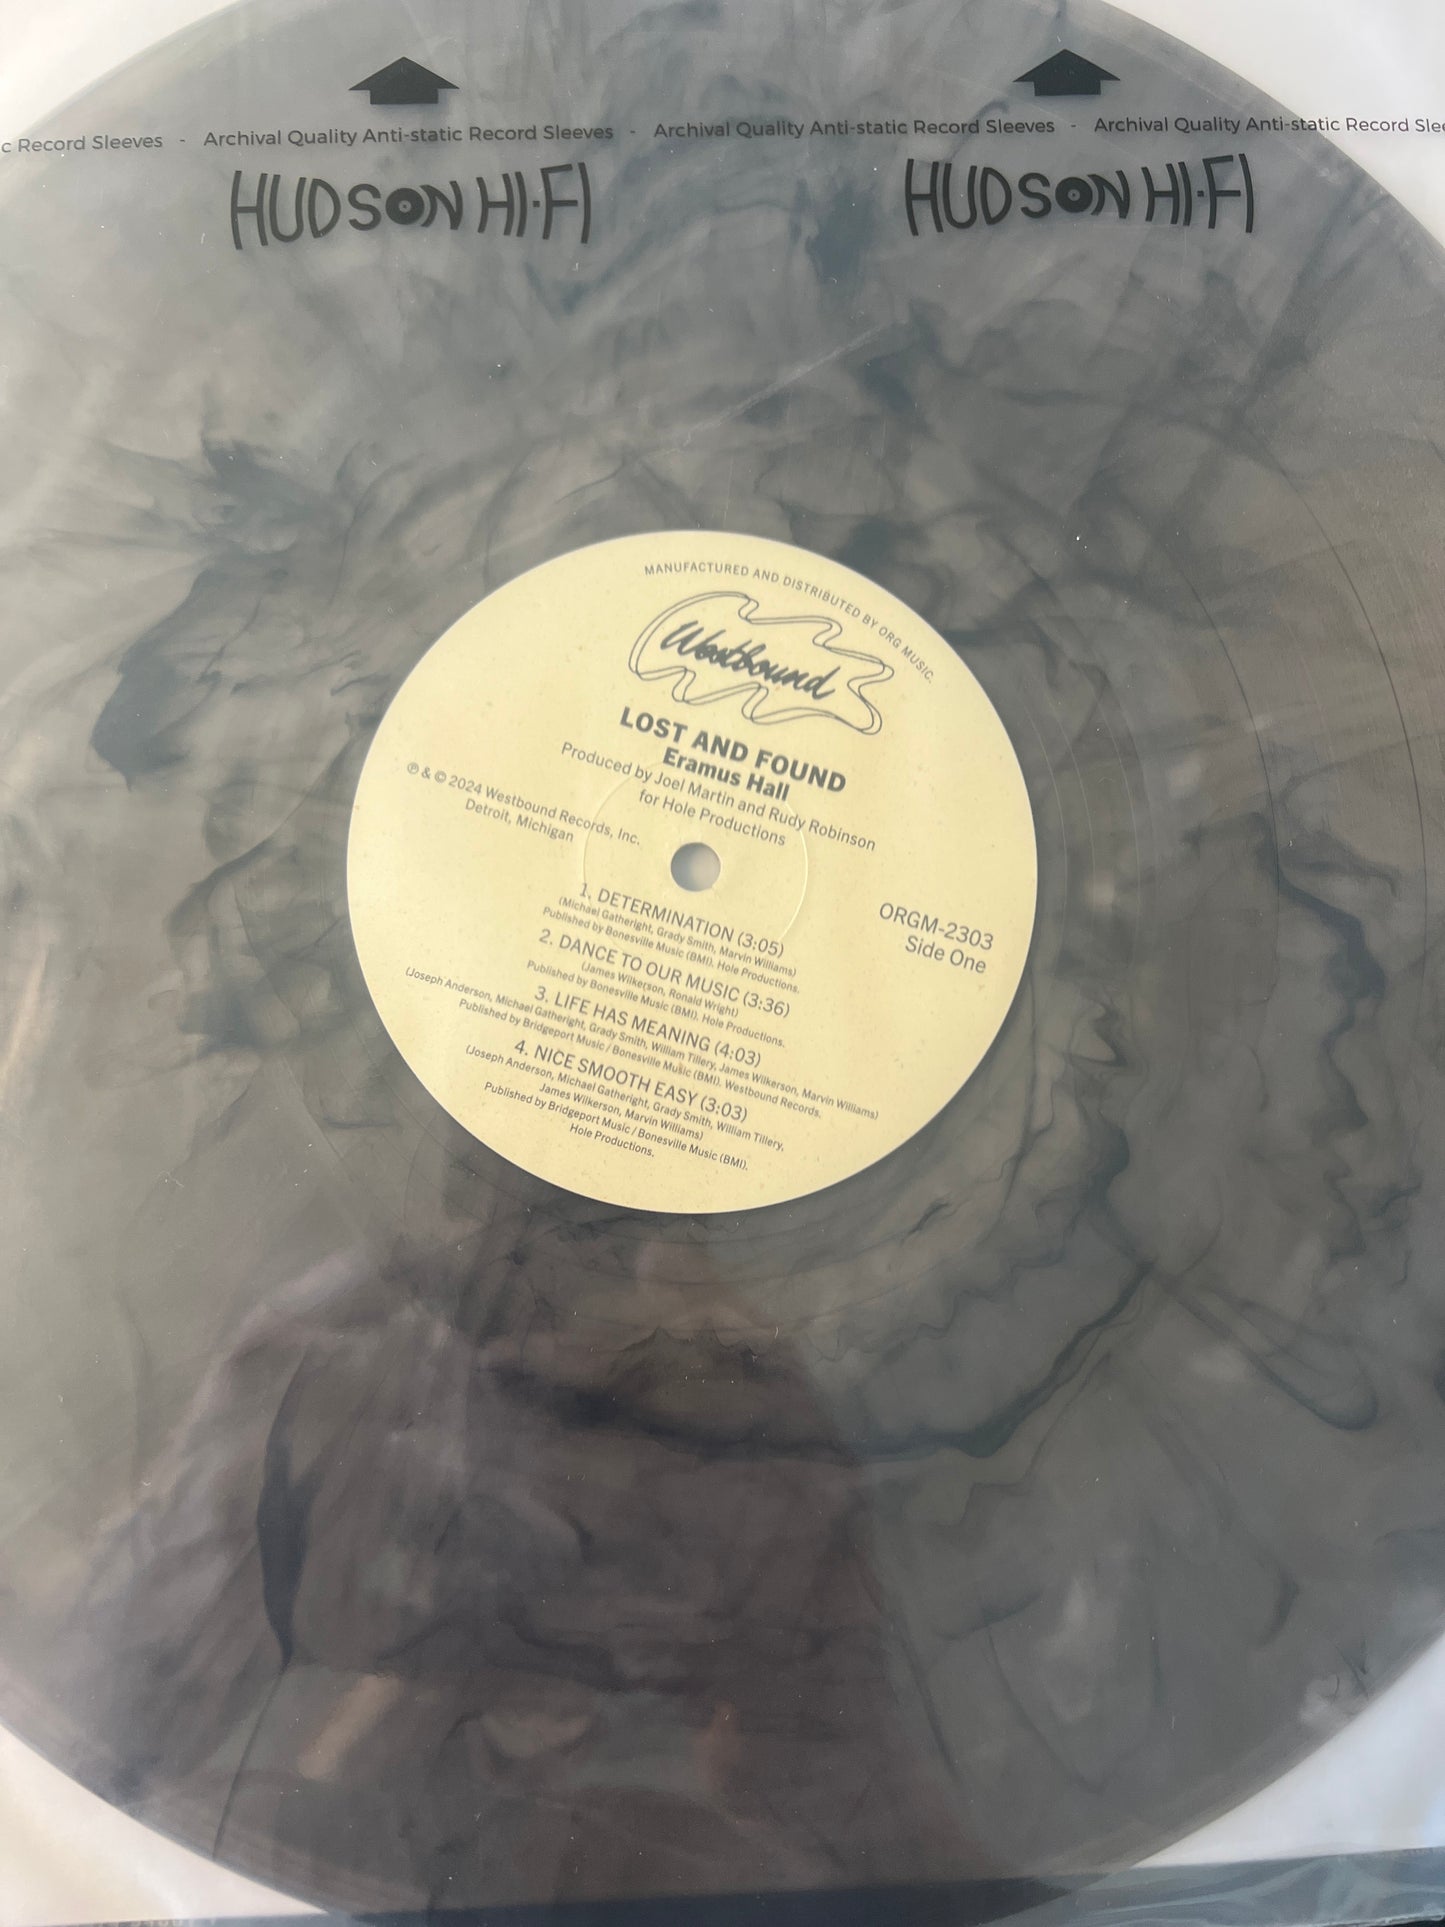 c Record Sleeves - Archival Quality Anti-static Record Sleeves - Archival Quality Anti-static Record Sleeves - Archival Quality Anti-static Record Slee
HUDSON HI-FI HUDSON HI-FI
MANUFACTURED AND DISTRIBUTED BY ORG MUSIC.
Westbound
LOST AND FOUND
Eramus Hall
Produced by Joel Martin and Rudy Robinson
for Hole Productions
℗ & © 2024 Westbound Records, Inc.
Detroit, Michigan
ORGM-2303
Side One
1. DETERMINATION (3:05)
(Michael Gatheright, Grady Smith, Marvin Williams)
Published by Bonesville Music (BMI). Hole Productions.
2. DANCE TO OUR MUSIC (3:36)
(James Wilkerson, Ronald Wright)
Published by Bonesville Music (BMI). Hole Productions.
3. LIFE HAS MEANING (4:03)
(Joseph Anderson, Michael Gatheright, Grady Smith, William Tillery, James Wilkerson, Marvin Williams)
Published by Bridgeport Music / Bonesville Music (BMI). Westbound Records.
4. NICE SMOOTH EASY (3:03)
(Joseph Anderson, Michael Gatheright, Grady Smith, William Tillery,
James Wilkerson, Marvin Williams)
Published by Bridgeport Music / Bonesville Music (BMI).
Hole Productions.